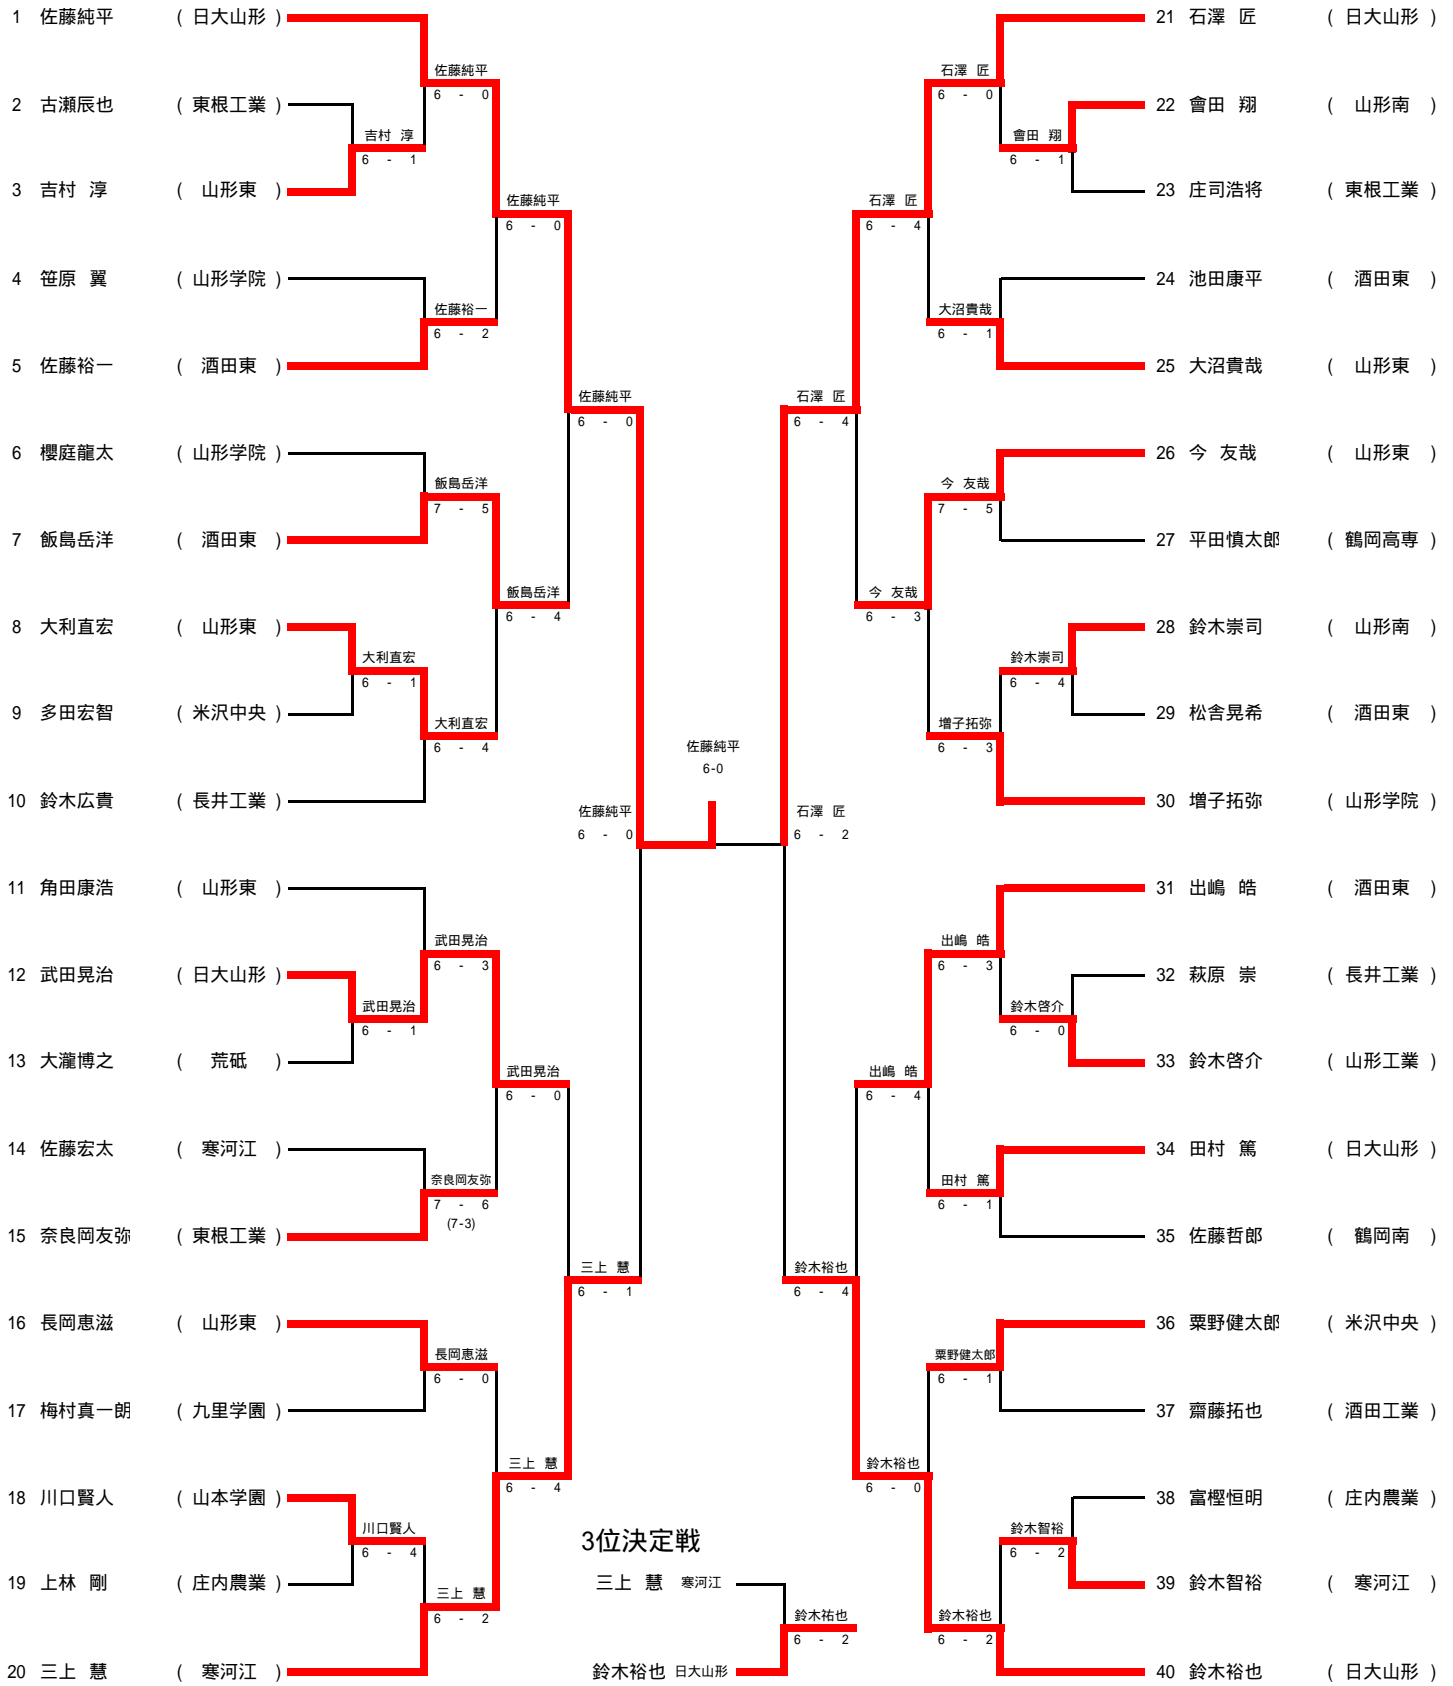 1 佐藤純平 ( 日大山形 )
2 古瀬辰也 ( 東根工業 )
3 吉村 淳 ( 山形東 )
4 笹原 翼 ( 山形学院 )
5 佐藤裕一 ( 酒田東 )
6 櫻庭龍太 ( 山形学院 )
7 飯島岳洋 ( 酒田東 )
8 大利直宏 ( 山形東 )
9 多田宏智 ( 米沢中央 )
10 鈴木広貴 ( 長井工業 )
11 角田康浩 ( 山形東 )
12 武田晃治 ( 日大山形 )
13 大瀧博之 ( 荒砥 )
14 佐藤宏太 ( 寒河江 )
15 奈良岡友弥 ( 東根工業 )
16 長岡恵滋 ( 山形東 )
17 梅村真一朗 ( 九里学園 )
18 川口賢人 ( 山本学園 )
19 上林 剛 ( 庄内農業 )
20 三上 慧 ( 寒河江 )
吉村 淳
6 - 1
大利直宏
6 - 1
武田晃治
6 - 1
川口賢人
6 - 4
佐藤純平
6 - 0
佐藤裕一
6 - 2
飯島岳洋
7 - 5
大利直宏
6 - 4
武田晃治
6 - 3
奈良岡友弥
7 - 6
(7-3)
長岡恵滋
6 - 0
三上 慧
6 - 2
佐藤純平
6 - 0
飯島岳洋
6 - 4
武田晃治
6 - 0
三上 慧
6 - 4
佐藤純平
6 - 0
三上 慧
6 - 1
佐藤純平
6 - 0
佐藤純平
6-0
石澤 匠
6 - 2
石澤 匠
6 - 4
鈴木裕也
6 - 4
石澤 匠
6 - 4
今 友哉
6 - 3
出嶋 皓
6 - 4
鈴木裕也
6 - 0
石澤 匠
6 - 0
大沼貴哉
6 - 1
今 友哉
7 - 5
増子拓弥
6 - 3
出嶋 皓
6 - 3
田村 篤
6 - 1
粟野健太郎
6 - 1
鈴木裕也
6 - 2
會田 翔
6 - 1
鈴木崇司
6 - 4
鈴木啓介
6 - 0
鈴木智裕
6 - 2
21 石澤 匠 ( 日大山形 )
22 會田 翔 ( 山形南 )
23 庄司浩将 ( 東根工業 )
24 池田康平 ( 酒田東 )
25 大沼貴哉 ( 山形東 )
26 今 友哉 ( 山形東 )
27 平田慎太郎 ( 鶴岡高専 )
28 鈴木崇司 ( 山形南 )
29 松舎晃希 ( 酒田東 )
30 増子拓弥 ( 山形学院 )
31 出嶋 皓 ( 酒田東 )
32 萩原 崇 ( 長井工業 )
33 鈴木啓介 ( 山形工業 )
34 田村 篤 ( 日大山形 )
35 佐藤哲郎 ( 鶴岡南 )
36 粟野健太郎 ( 米沢中央 )
37 齋藤拓也 ( 酒田工業 )
38 富樫恒明 ( 庄内農業 )
39 鈴木智裕 ( 寒河江 )
40 鈴木裕也 ( 日大山形 )
3位決定戦
三上 慧 寒河江
鈴木祐也
6 - 2
鈴木裕也 日大山形